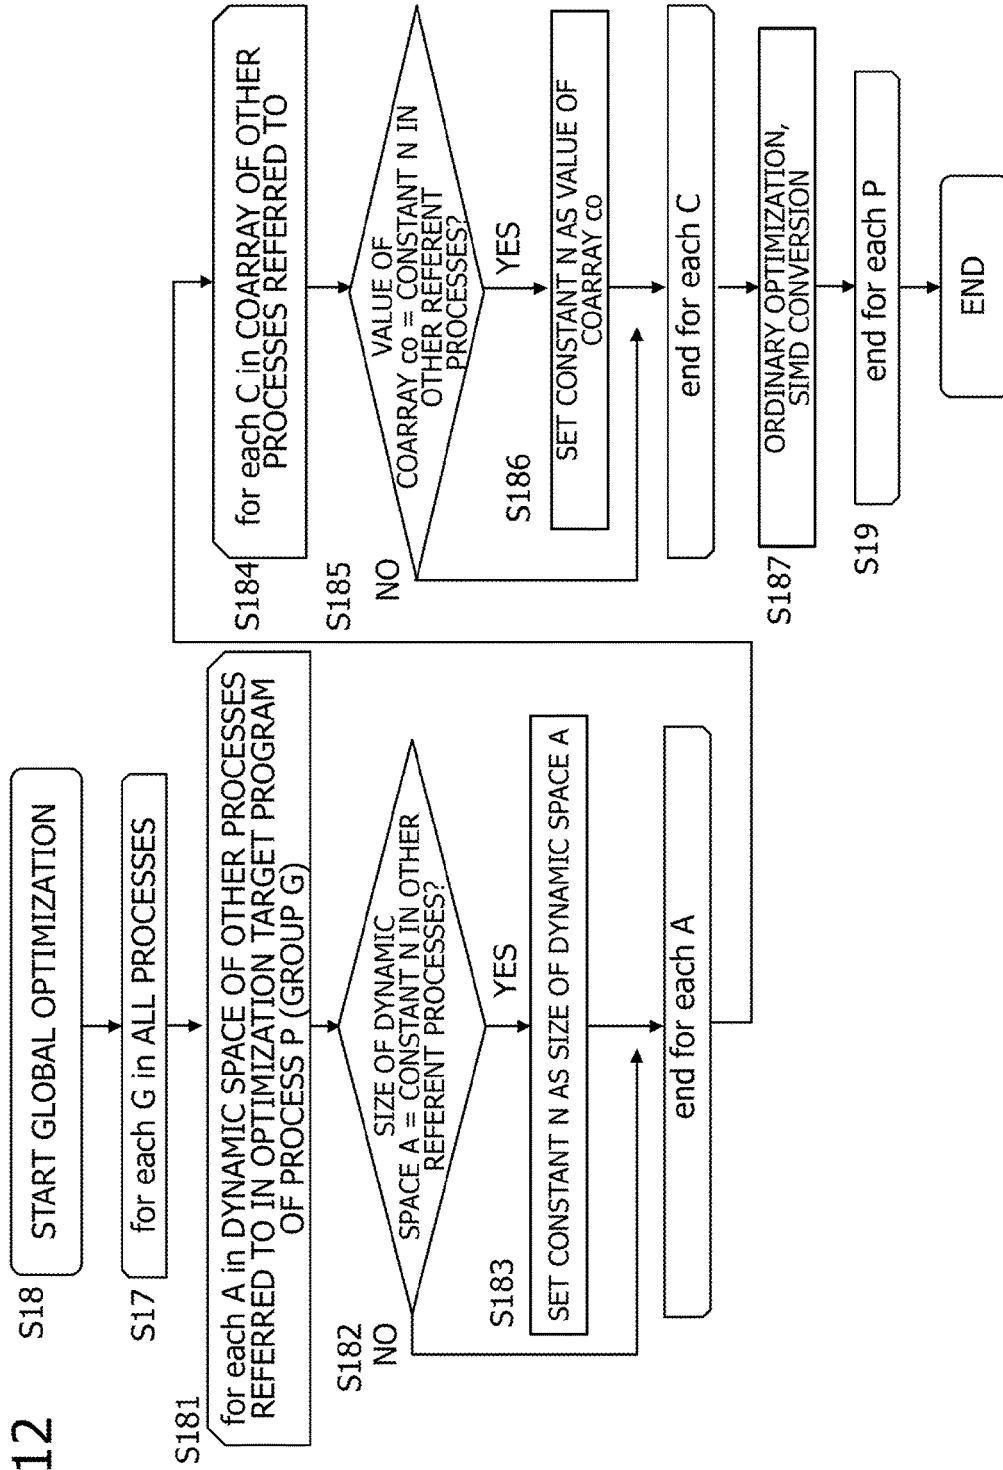 12
S18
START GLOBAL OPTIMIZATION
S17
for each G in ALL PROCESSES
S181
for each A in DYNAMIC SPACE OF OTHER PROCESSES
REFERRED TO IN OPTIMIZATION TARGET PROGRAM
OF PROCESS P (GROUP G)
S182
NO
SIZE OF DYNAMIC
SPACE A = CONSTANT N IN OTHER
REFERENT PROCESSES?
YES
S183
SET CONSTANT N AS SIZE OF DYNAMIC SPACE A
end for each A
S184
for each C in COARRAY OF OTHER
PROCESSES REFERRED TO
S185
NO
VALUE OF
COARRAY co = CONSTANT N IN
OTHER REFERENT
PROCESSES?
YES
S186
SET CONSTANT N AS VALUE OF
COARRAY co
end for each C
S187
ORDINARY OPTIMIZATION,
SIMD CONVERSION
S19
end for each P
END